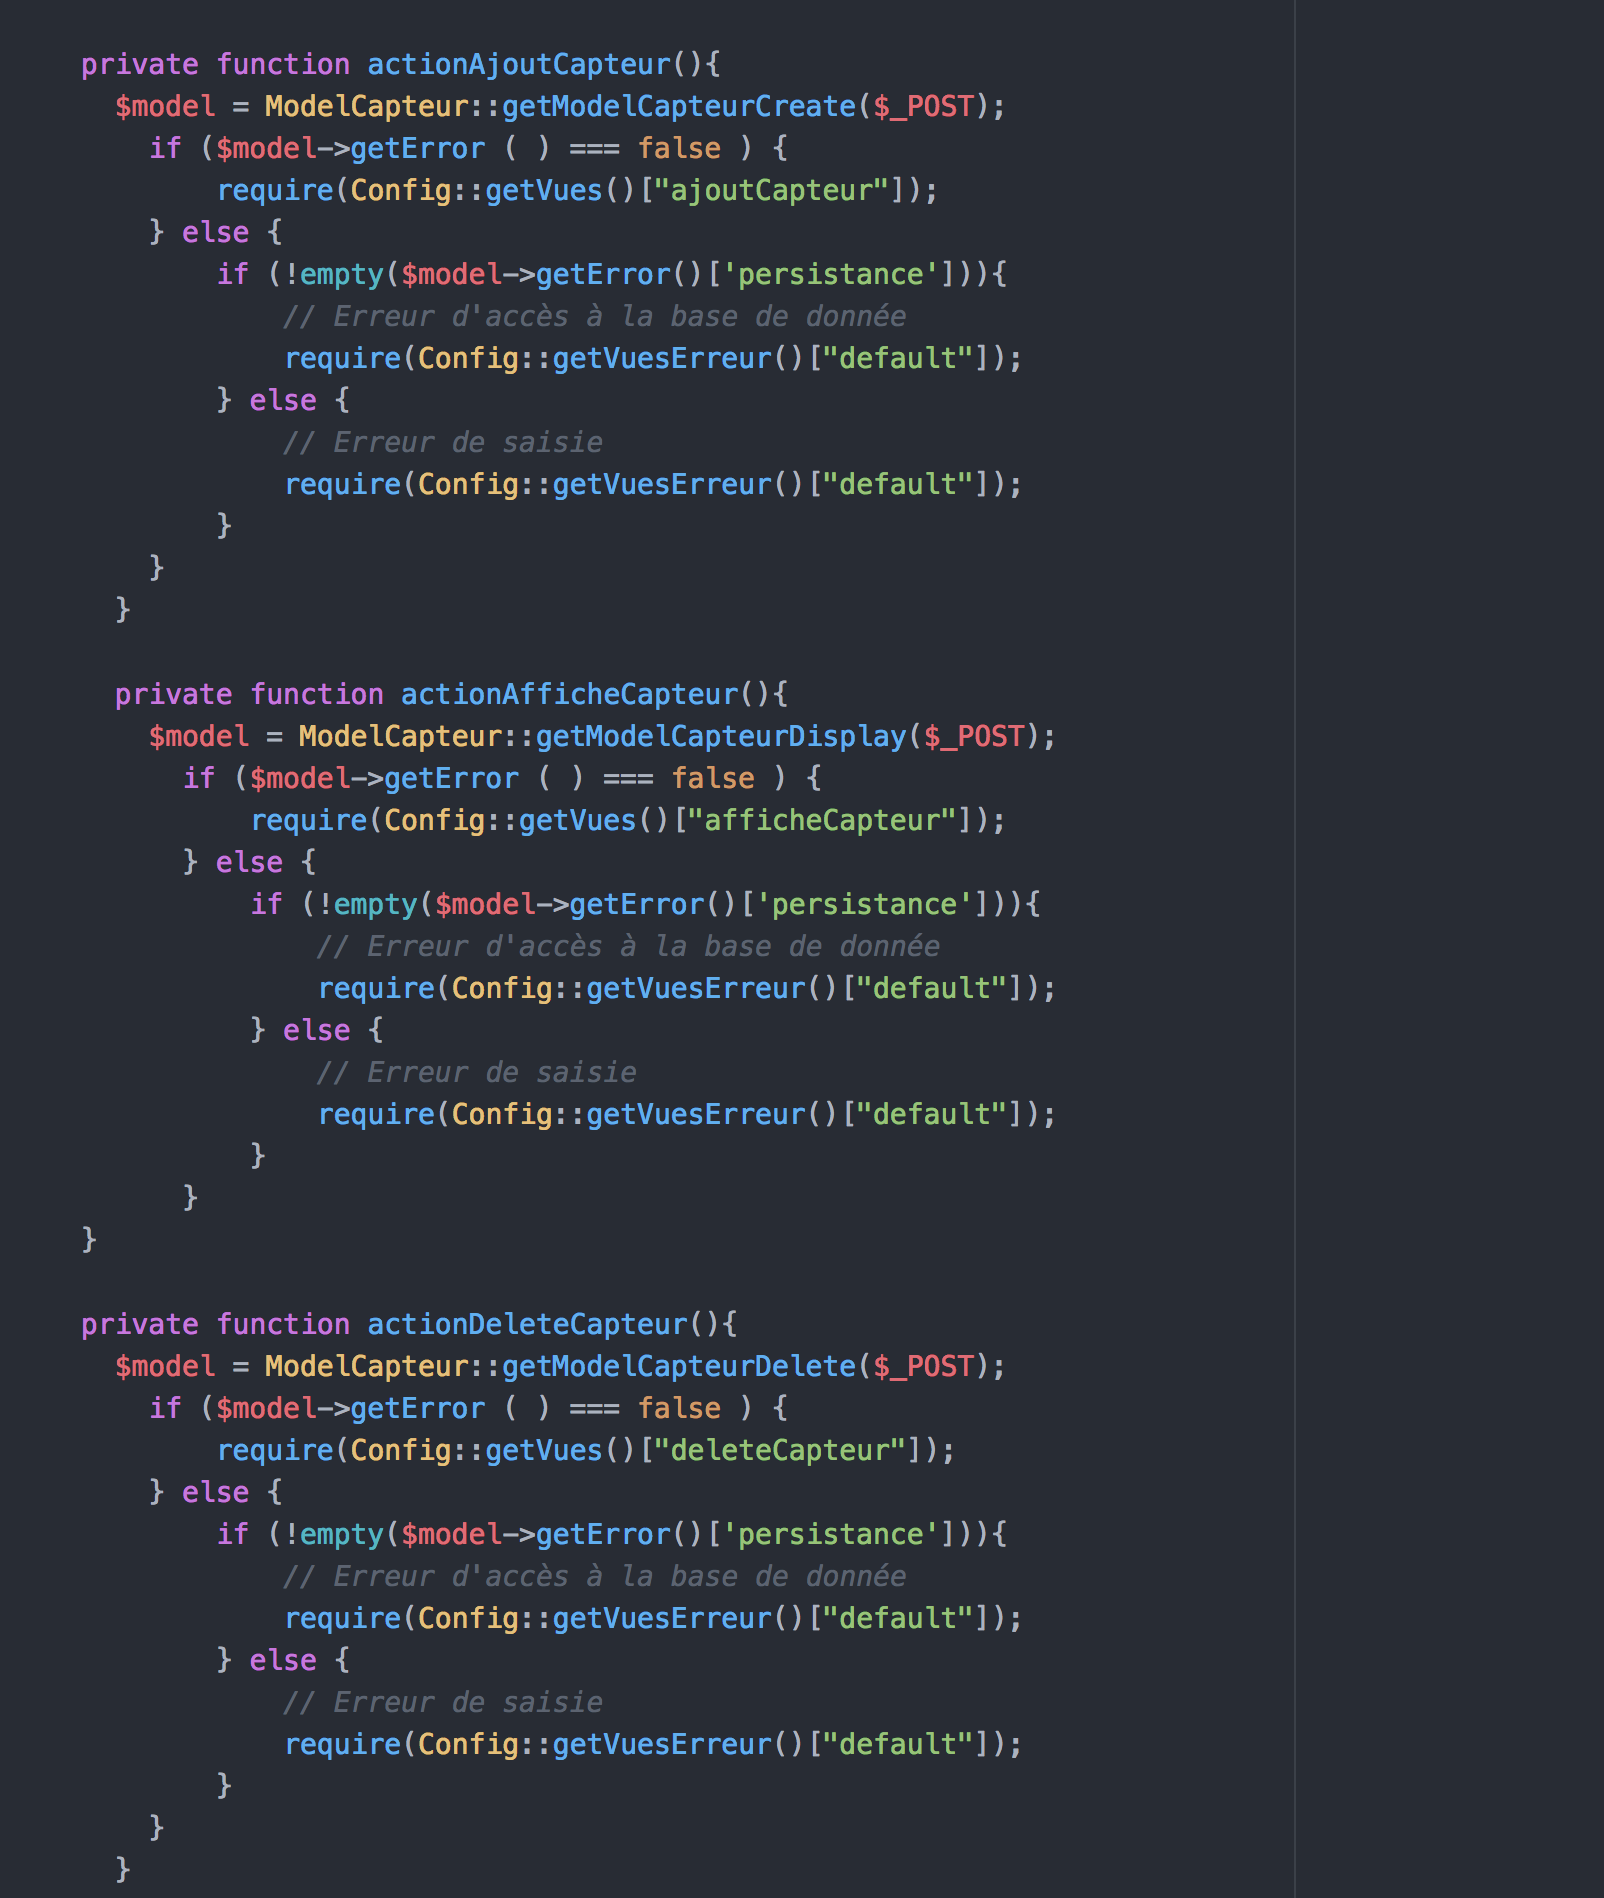 private function actionAjoutCapteur(){
$model = ModelCapteur::getModelCapteurCreate($_POST);
if ($model->getError ( ) === false ) {
require(Config::getVues()["ajoutCapteur"]);
} else {
if (!empty($model->getError()['persistance'])){
// Erreur d'accès à la base de donnée
require(Config::getVuesErreur()["default"]);
} else {
// Erreur de saisie
require(Config::getVuesErreur()["default"]);
}
}
}
private function actionAfficheCapteur(){
$model = ModelCapteur::getModelCapteurDisplay($_POST);
if ($model->getError ( ) === false ) {
require(Config::getVues()["afficheCapteur"]);
} else {
if (!empty($model->getError()['persistance'])){
// Erreur d'accès à la base de donnée
require(Config::getVuesErreur()["default"]);
} else {
// Erreur de saisie
require(Config::getVuesErreur()["default"]);
}
}
}
private function actionDeleteCapteur(){
$model = ModelCapteur::getModelCapteurDelete($_POST);
if ($model->getError ( ) === false ) {
require(Config::getVues()["deleteCapteur"]);
} else {
if (!empty($model->getError()['persistance'])){
// Erreur d'accès à la base de donnée
require(Config::getVuesErreur()["default"]);
} else {
// Erreur de saisie
require(Config::getVuesErreur()["default"]);
}
}
}